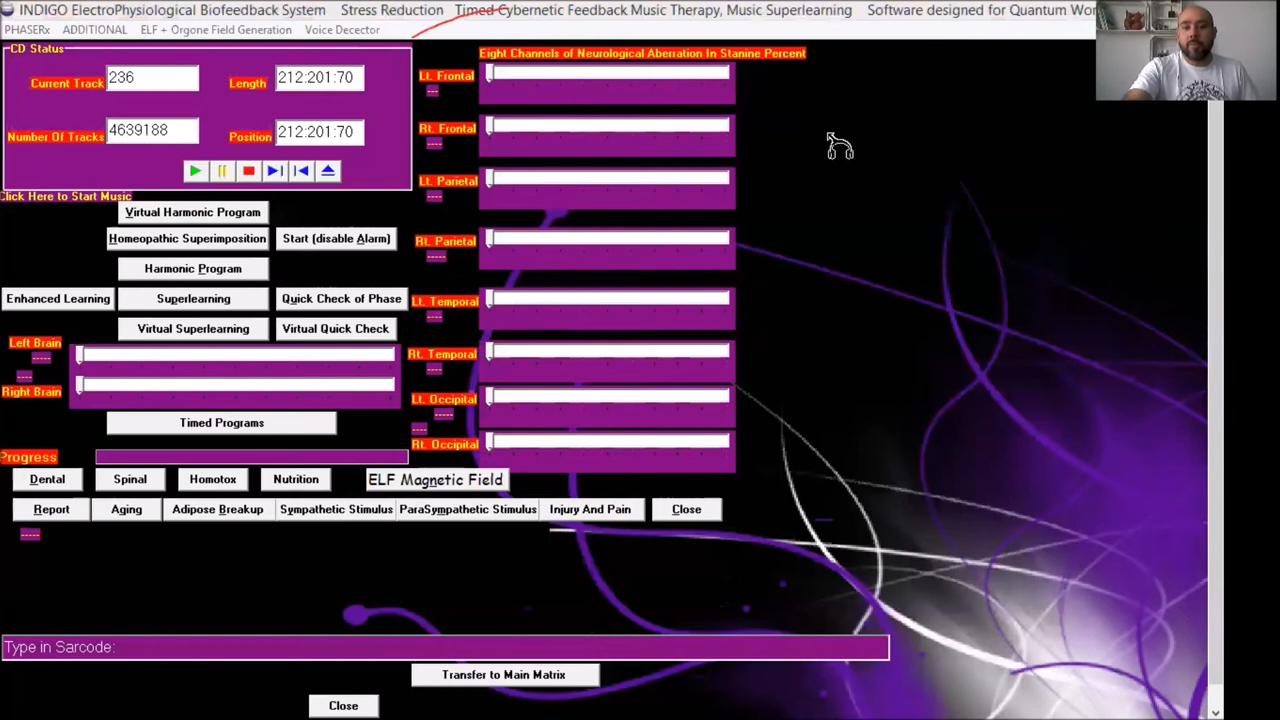 INDIGO ElectroPhysiological Biofeedback System Stress Reduction Timed Cybernetic Feedback Music Therapy, Music Superlearning Software designed for Quantum
PHASERx ADDITIONAL ELF + Orgone Field Generation Voice Decector
CD Status
Current Track 236 Length 212:201:70
Number Of Tracks 4639188 Position 212:201:70
Click Here to Start Music
Virtual Harmonic Program
Homeopathic Superimposition Start (disable Alarm)
Harmonic Program
Enhanced Learning Superlearning Quick Check of Phase
Virtual Superlearning Virtual Quick Check
Left Brain
-----
----
Right Brain
Timed Programs
Progress
Eight Channels of Neurological Aberration In Stanine Percent
Lt. Frontal
---
Rt. Frontal
----
Lt. Parietal
----
Rt. Parietal
-----
Lt. Temporal
----
Rt. Temporal
----
Lt. Occipital
-----
----
Rt. Occipital
Dental Spinal Homotox Nutrition ELF Magnetic Field
Report Aging Adipose Breakup Sympathetic Stimulus ParaSympathetic Stimulus Injury And Pain Close
-----
Type in Sarcode:
Transfer to Main Matrix
Close